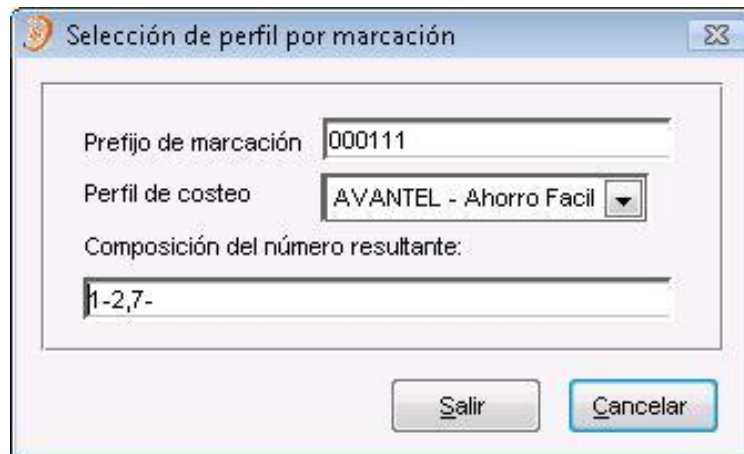 Selección de perfil por marcación
Prefijo de marcación 000111
Perfil de costeo AVANTEL - Ahorro Facil
Composición del número resultante:
1-2,7-
Salir Cancelar